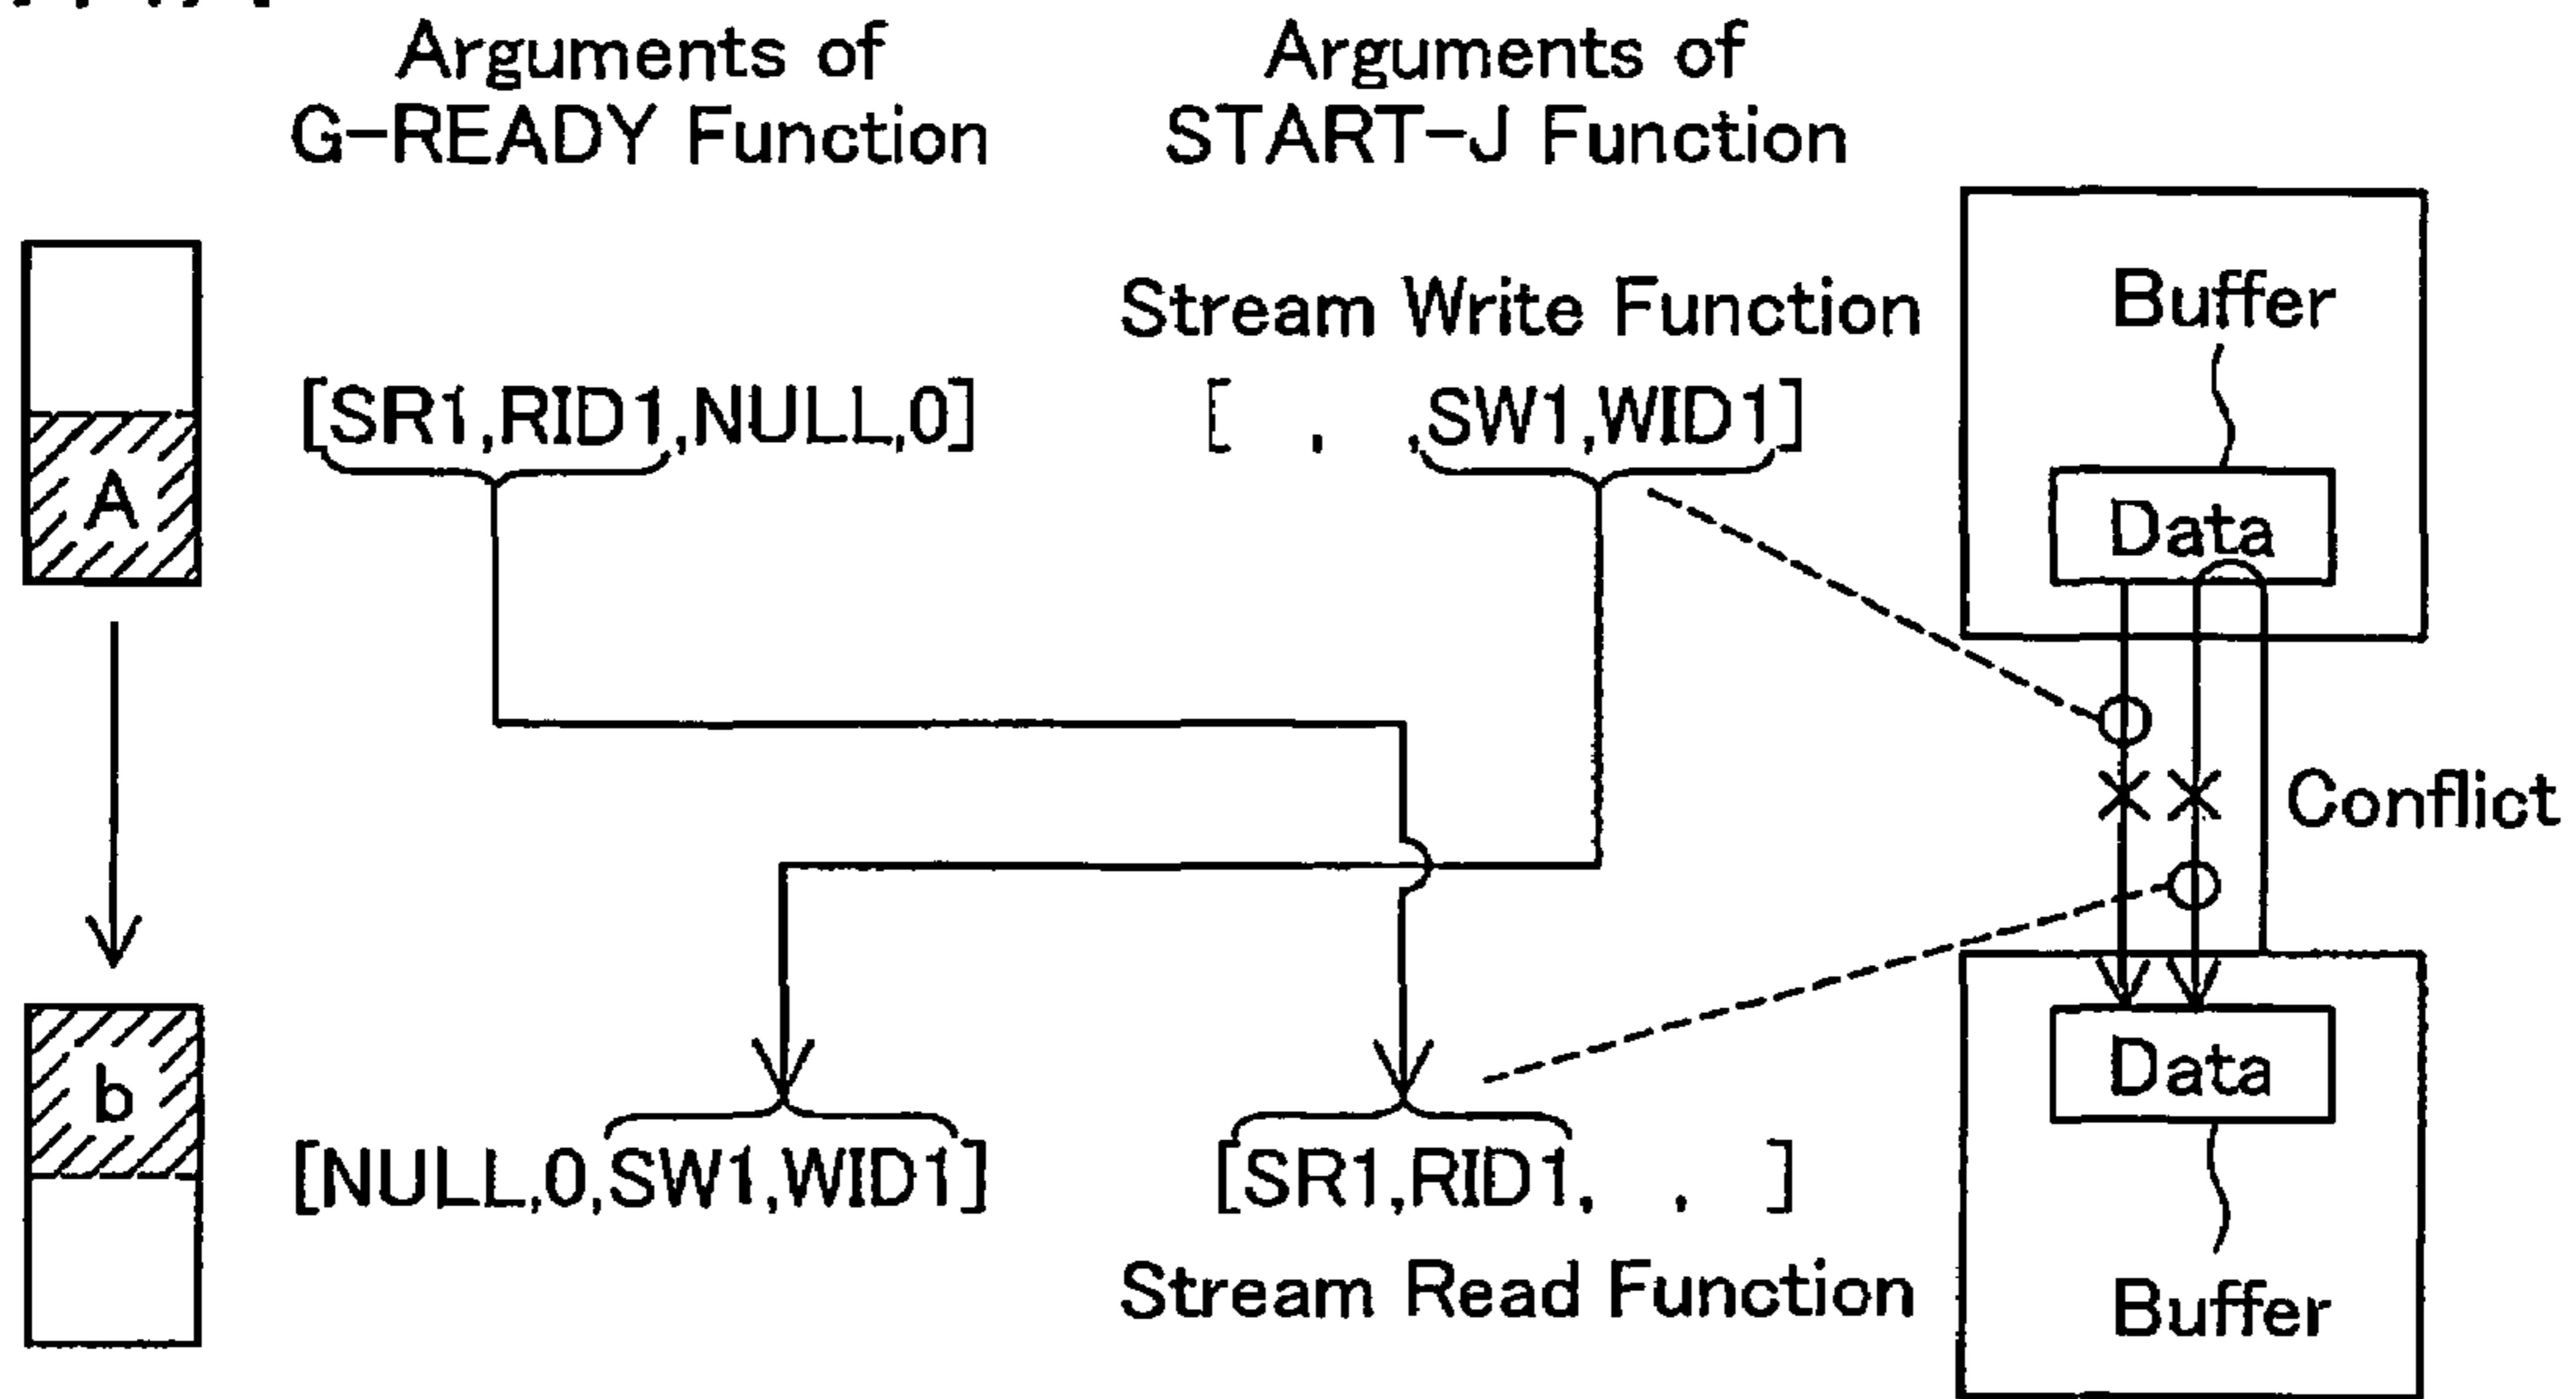 Arguments of
G-READY Function
Arguments of
START-J Function
Stream Write Function
Buffer
[SR1,RID1,NULL,0]
[ , ,SW1,WID1]
A
Data
Conflict
b
Data
[NULL,0,SW1,WID1]
[SR1,RID1, , ]
Stream Read Function
Buffer